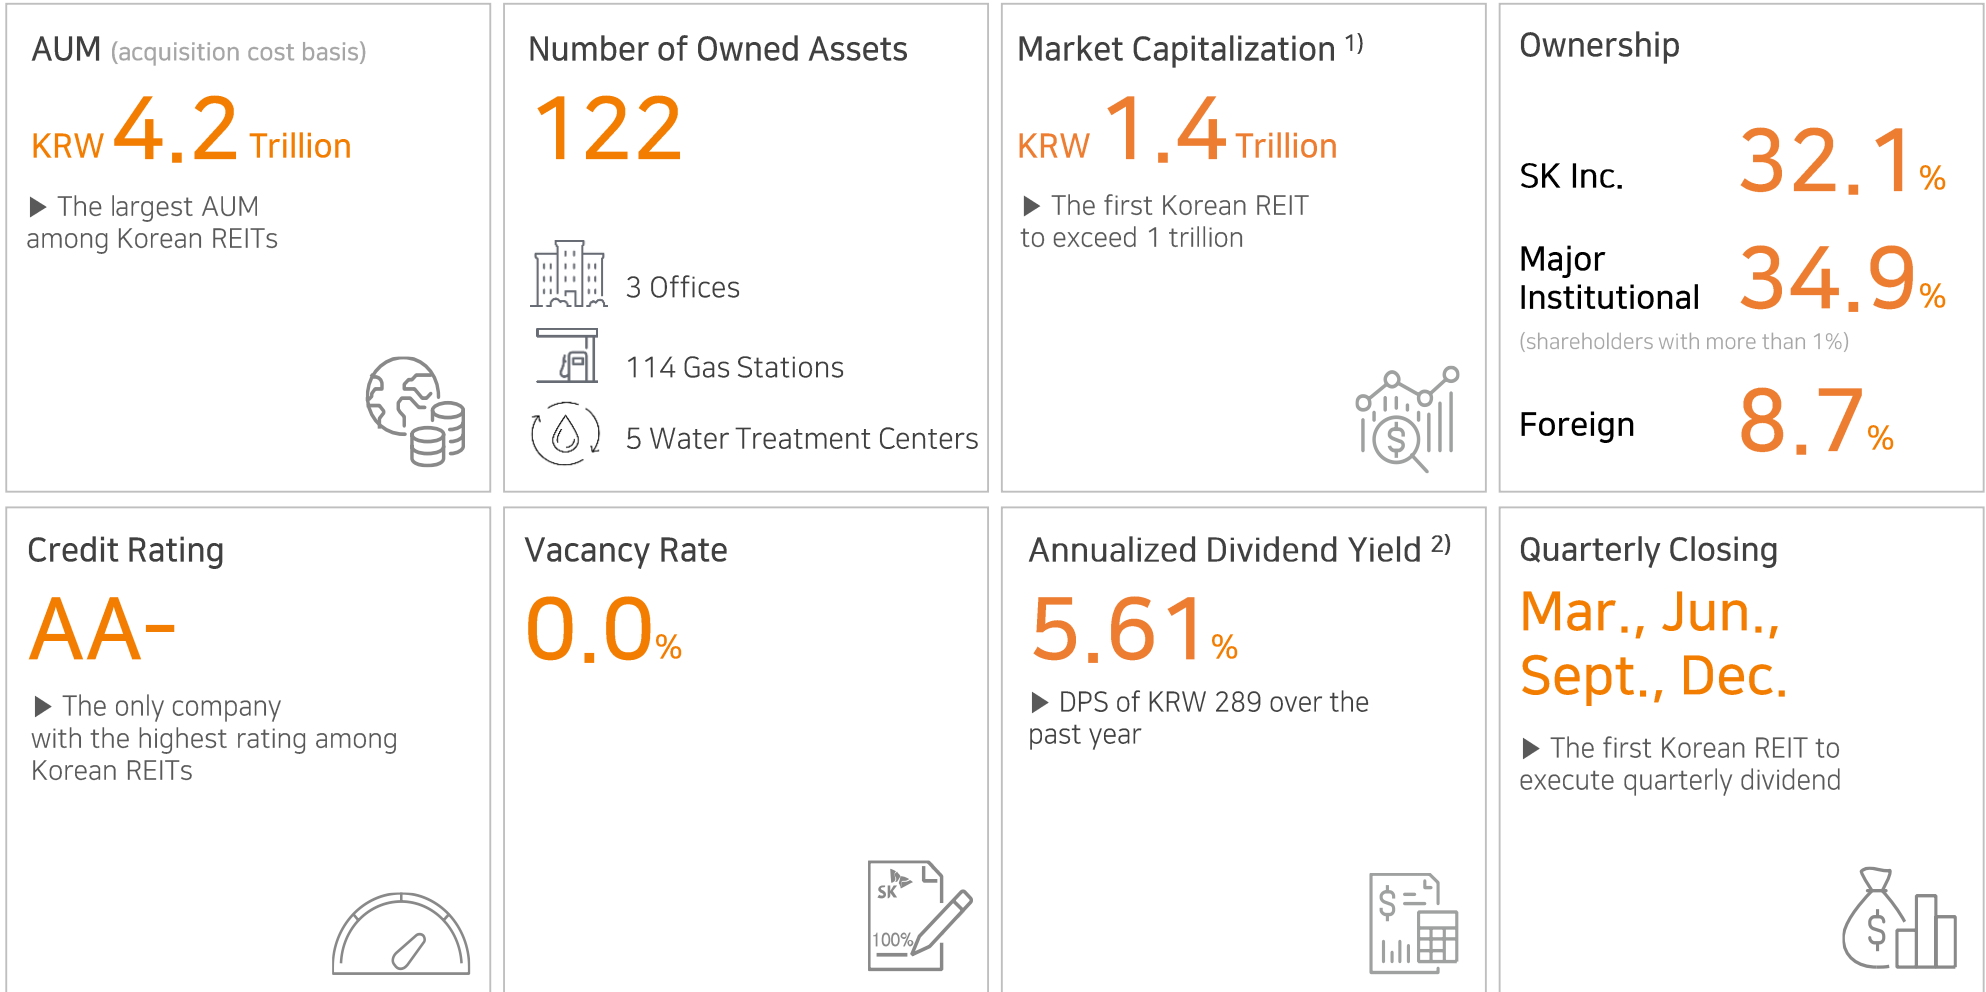 AUM (acquisition cost basis)
KRW 4.2 Trillion
▶ The largest AUM
among Korean REITs
Number of Owned Assets
122
3 Offices
114 Gas Stations
5 Water Treatment Centers
Market Capitalization 1)
KRW 1.4 Trillion
▶ The first Korean REIT
to exceed 1 trillion
$
Ownership
SK Inc. 32.1%
Major
Institutional 34.9%
(shareholders with more than 1%)
Foreign 8.7%
Credit Rating
AA-
▶ The only company
with the highest rating among
Korean REITs
Vacancy Rate
0.0%
SK
100%
Annualized Dividend Yield 2)
5.61%
▶ DPS of KRW 289 over the
past year
$
Quarterly Closing
Mar., Jun.,
Sept., Dec.
▶ The first Korean REIT to
execute quarterly dividend
$